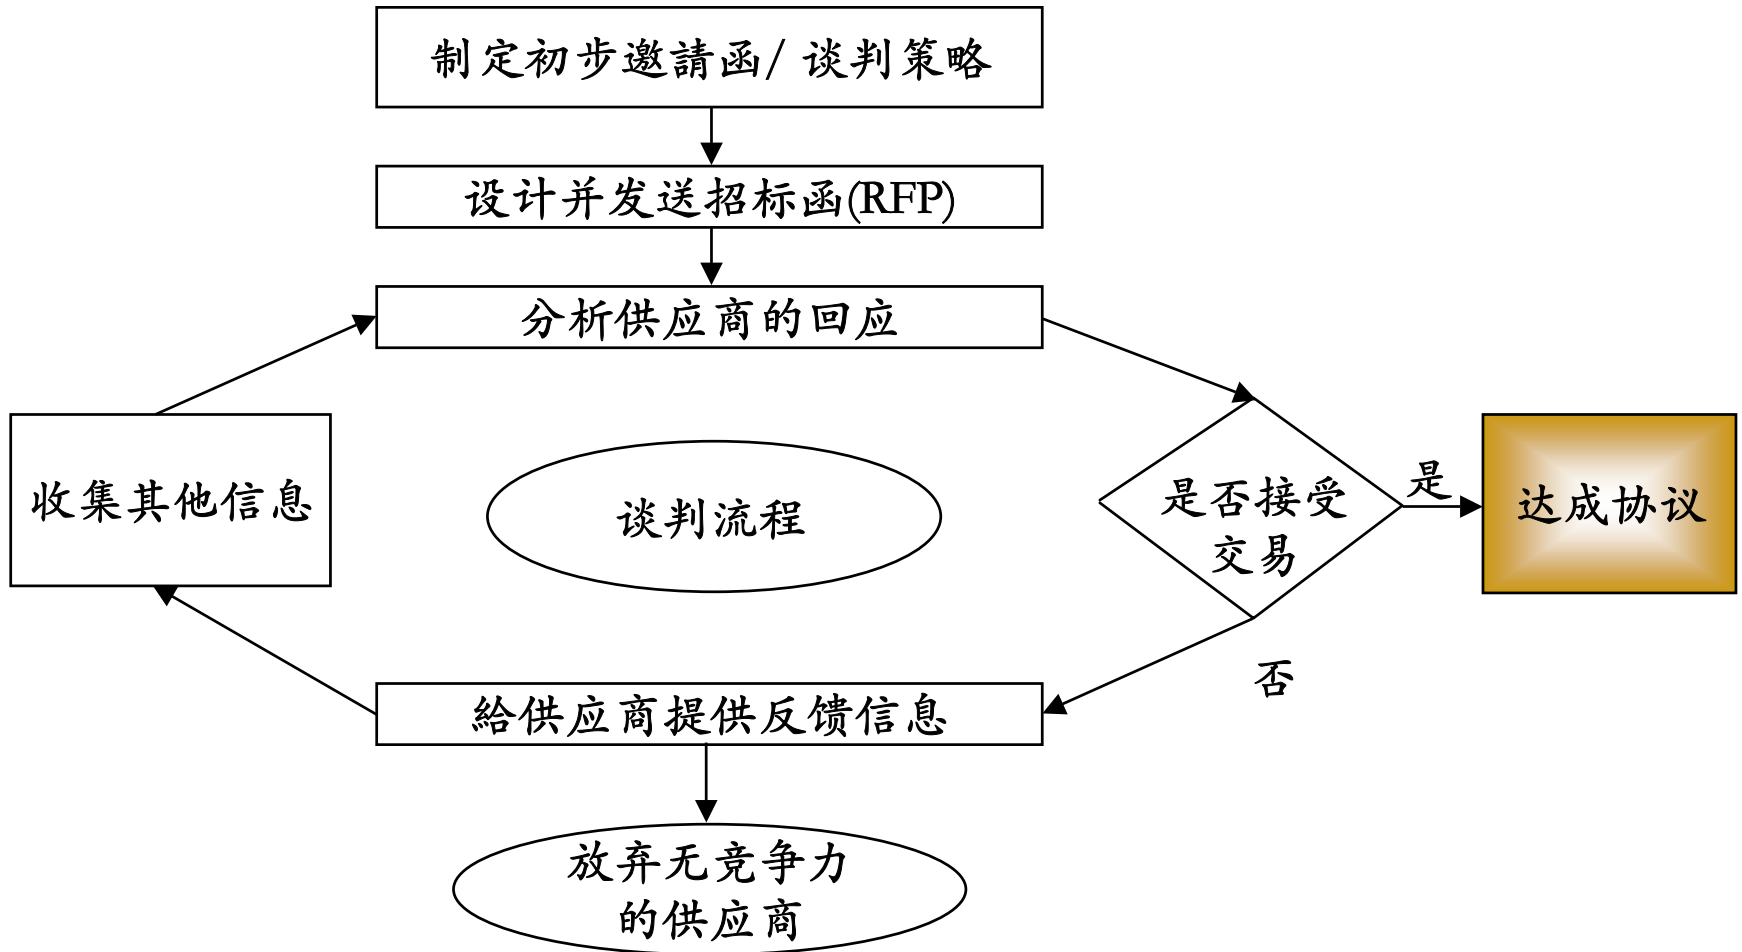 制定初步邀請函/ 谈判策略
设计并发送招标函(RFP)
分析供应商的回应
收集其他信息
谈判流程
是否接受
交易
是
达成协议
否
給供应商提供反馈信息
放弃无竞争力
的供应商